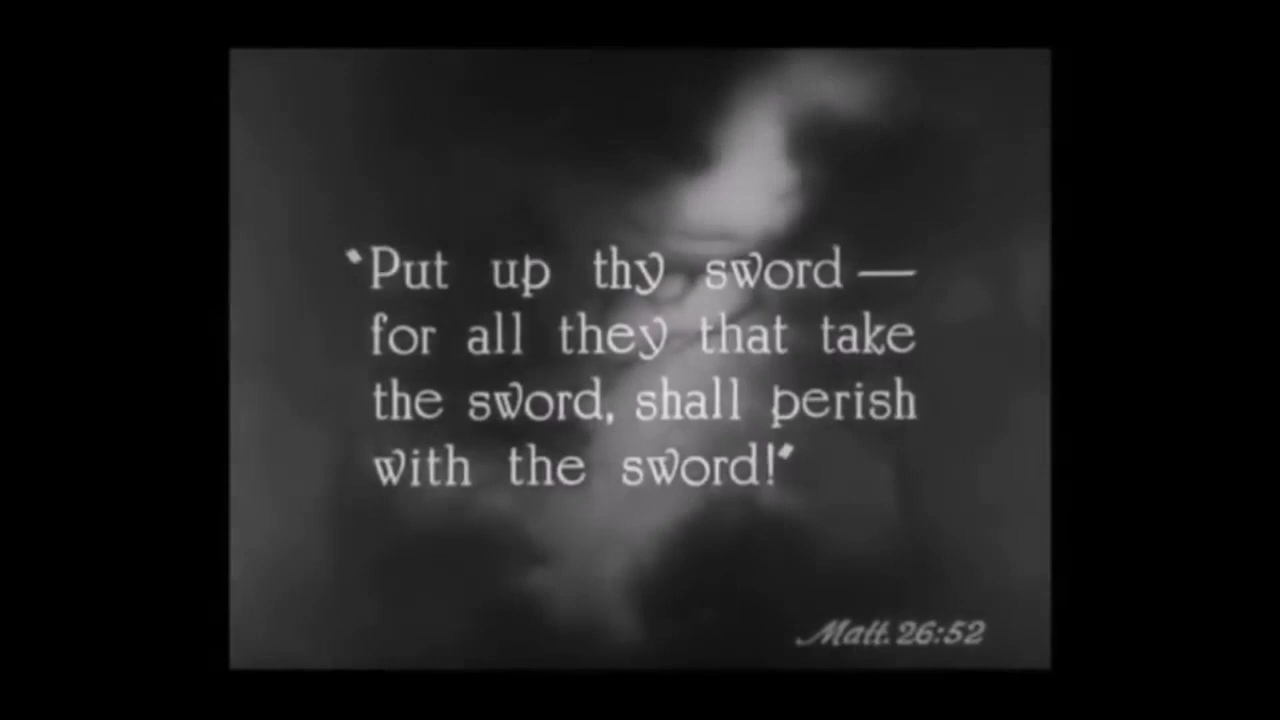 "Put up thy sword —
for all they that take
the sword, shall perish
with the sword!"
Matt. 26:52